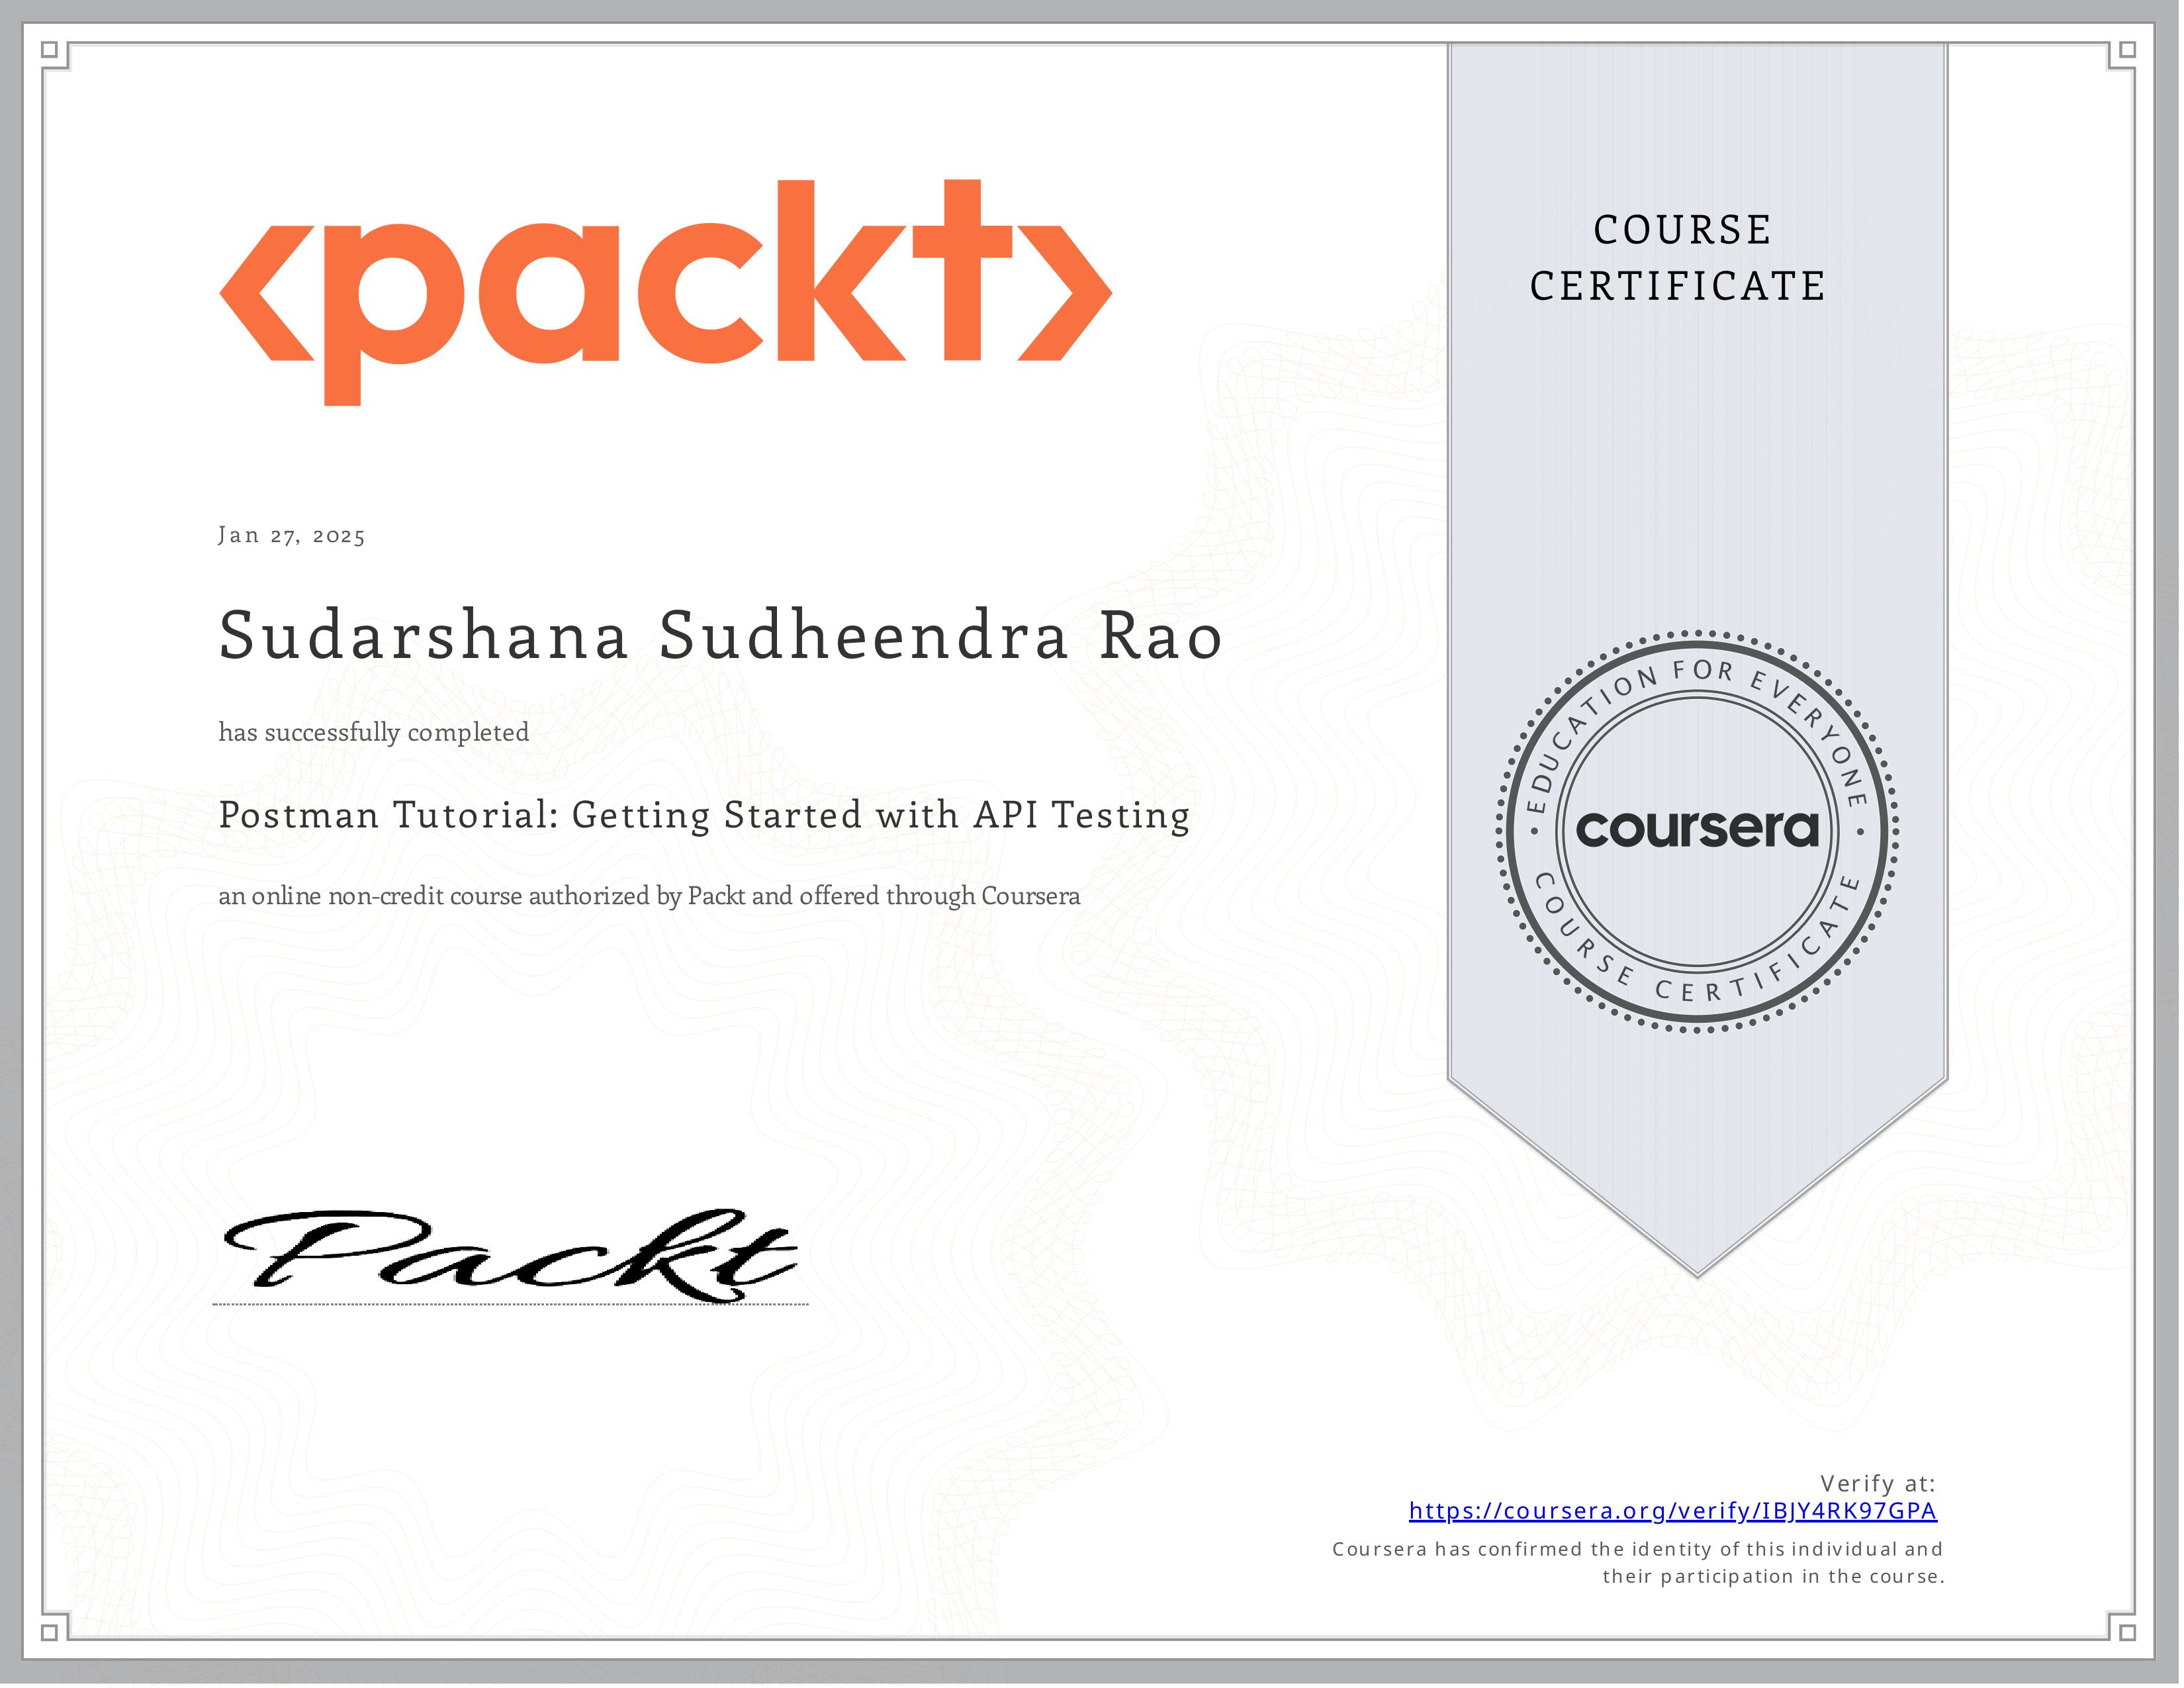 <packt>
COURSE
CERTIFICATE
Jan 27, 2025
Sudarshana Sudheendra Rao
has successfully completed
Postman Tutorial: Getting Started with API Testing
an online non-credit course authorized by Packt and offered through Coursera
EDUCATION FOR EVERYONE
coursera
COURSE CERTIFICATE
Packt
Verify at:
https://coursera.org/verify/IBJY4RK97GPA
Coursera has confirmed the identity of this individual and
their participation in the course.